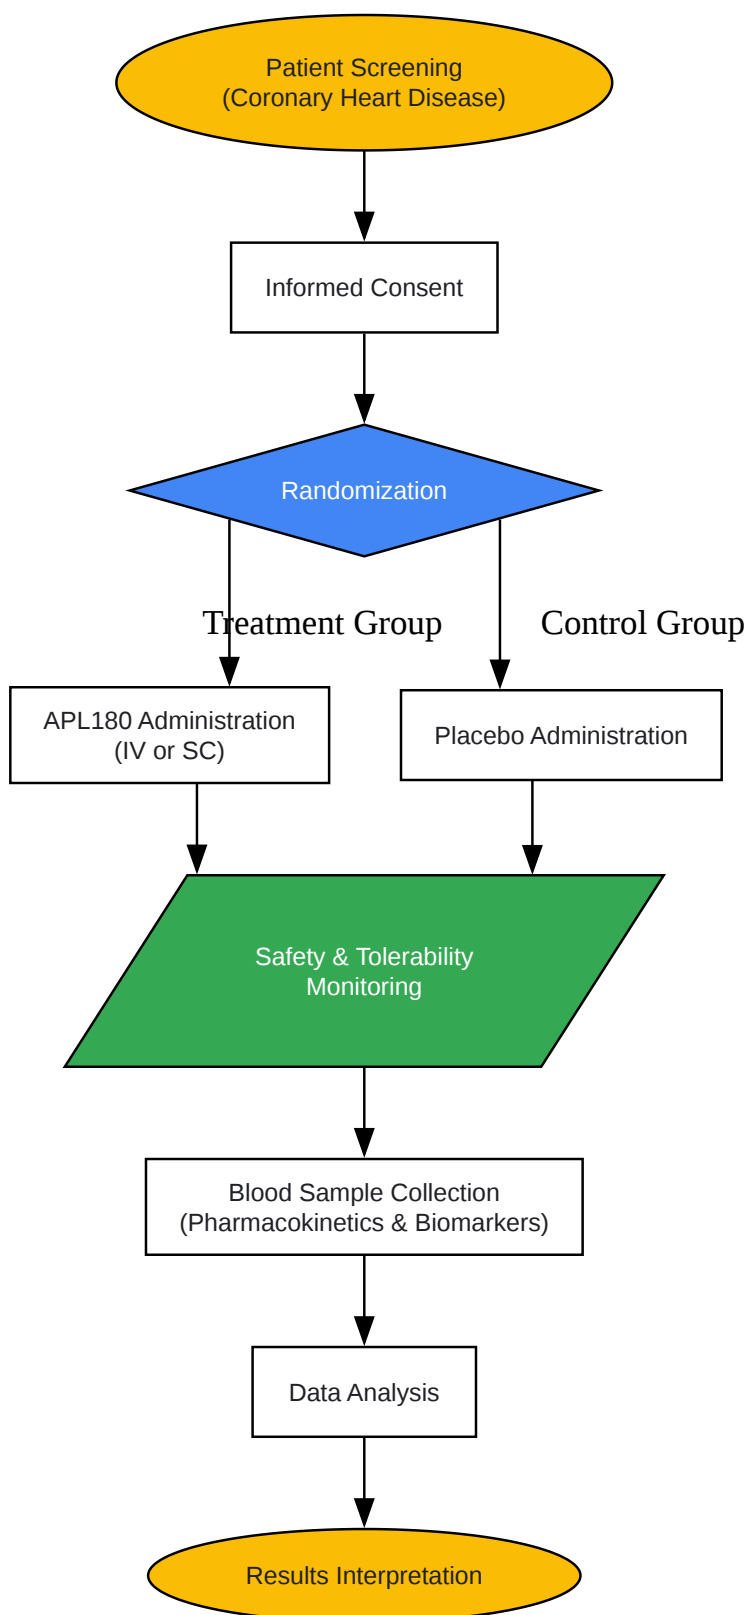 Patient Screening
(Coronary Heart Disease)
Informed Consent
Randomization
Treatment Group
Control Group
APL180 Administration
(IV or SC)
Placebo Administration
Safety & Tolerability
Monitoring
Blood Sample Collection
(Pharmacokinetics & Biomarkers)
Data Analysis
Results Interpretation